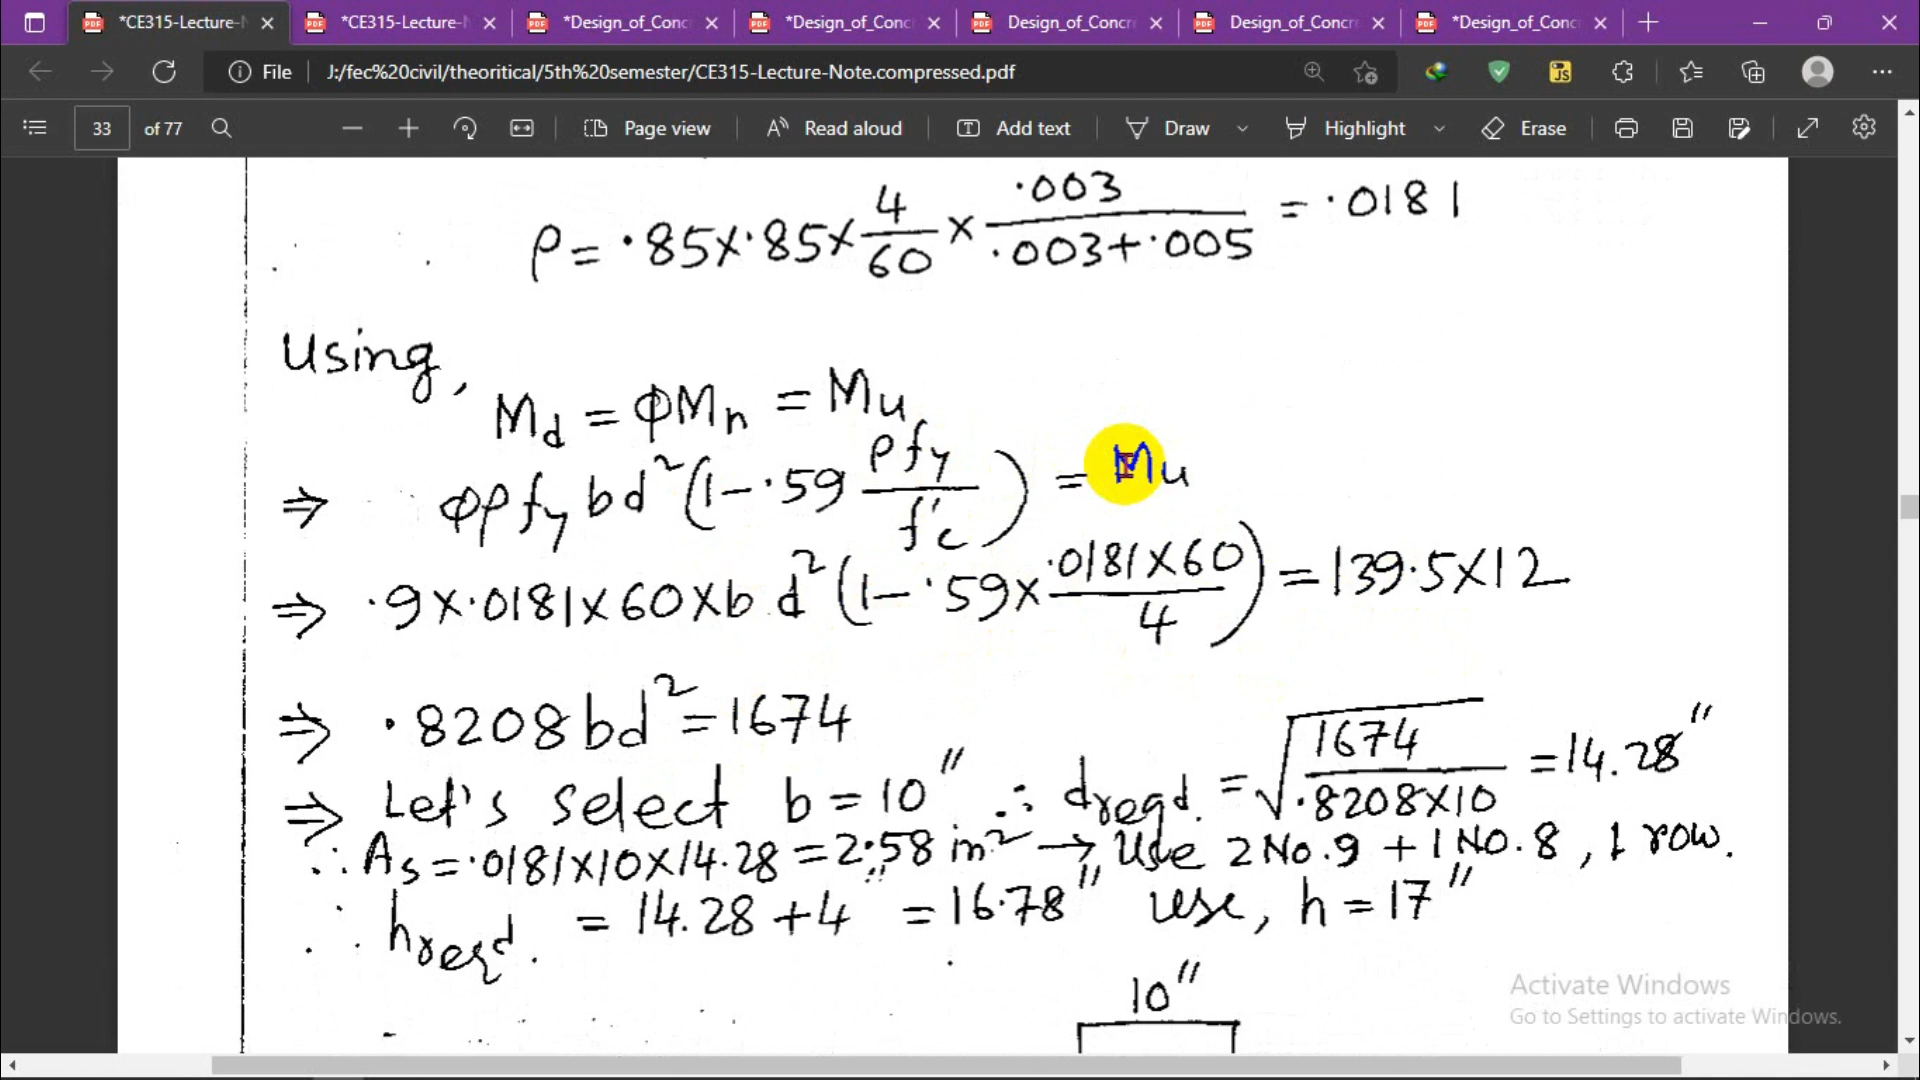 *CE315-Lecture-N
*CE315-Lecture-N
*Design_of_Conc
*Design_of_Conc
Design_of_Concr
Design_of_Concr
*Design_of_Conc
File J:/fec%20civil/theoritical/5th%20semester/CE315-Lecture-Note.compressed.pdf
33 of 77 Page view Read aloud Add text Draw Highlight Erase
ρ = .85×.85× 4/60 × .003/.003+.005 = .0181
Using,
Md = ΦMn = Mu
⇒ Φρfy bd²(1-.59 ρfy/f'c) = Mu
⇒ .9×.0181×60×b d²(1-.59× .0181×60/4) = 139.5×12
⇒ .8208 bd² = 1674
⇒ Let's select b = 10" ∴ dreqd. = √1674/.8208×10 = 14.28"
∴ As = .0181×10×14.28 = 2.58 in² → Use 2 No.9 + 1 No.8, 1 row.
∴ hreqd. = 14.28 + 4" = 16.78" use, h = 17"
10"
Activate Windows
Go to Settings to activate Windows.